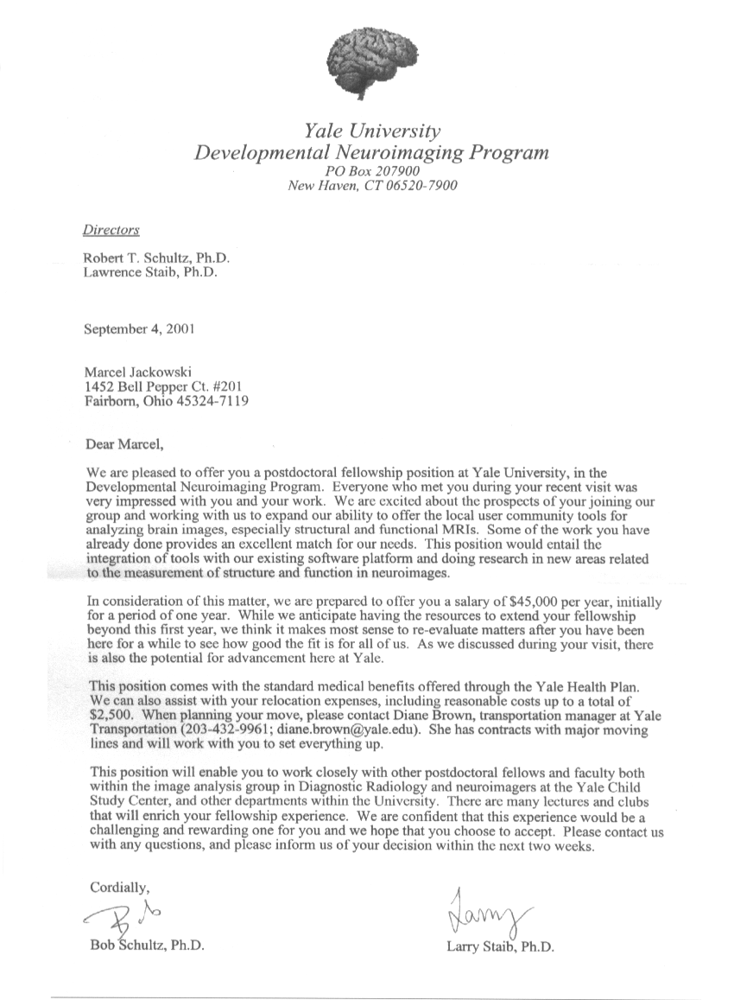 Yale University
Developmental Neuroimaging Program
PO Box 207900
New Haven, CT 06520-7900
Directors
Robert T. Schultz, Ph.D.
Lawrence Staib, Ph.D.
September 4, 2001
Marcel Jackowski
1452 Bell Pepper Ct. #201
Fairborn, Ohio 45324-7119
Dear Marcel,
We are pleased to offer you a postdoctoral fellowship position at Yale University, in the
Developmental Neuroimaging Program. Everyone who met you during your recent visit was
very impressed with you and your work. We are excited about the prospects of your joining our
group and working with us to expand our ability to offer the local user community tools for
analyzing brain images, especially structural and functional MRIs. Some of the work you have
already done provides an excellent match for our needs. This position would entail the
integration of tools with our existing software platform and doing research in new areas related
to the measurement of structure and function in neuroimages.
In consideration of this matter, we are prepared to offer you a salary of $45,000 per year, initially
for a period of one year. While we anticipate having the resources to extend your fellowship
beyond this first year, we think it makes most sense to re-evaluate matters after you have been
here for a while to see how good the fit is for all of us. As we discussed during your visit, there
is also the potential for advancement here at Yale.
This position comes with the standard medical benefits offered through the Yale Health Plan.
We can also assist with your relocation expenses, including reasonable costs up to a total of
$2,500. When planning your move, please contact Diane Brown, transportation manager at Yale
Transportation (203-432-9961; diane.brown@yale.edu). She has contracts with major moving
lines and will work with you to set everything up.
This position will enable you to work closely with other postdoctoral fellows and faculty both
within the image analysis group in Diagnostic Radiology and neuroimagers at the Yale Child
Study Center, and other departments within the University. There are many lectures and clubs
that will enrich your fellowship experience. We are confident that this experience would be a
challenging and rewarding one for you and we hope that you choose to accept. Please contact us
with any questions, and please inform us of your decision within the next two weeks.
Cordially,
Bob Larry
Bob Schultz, Ph.D. Larry Staib, Ph.D.